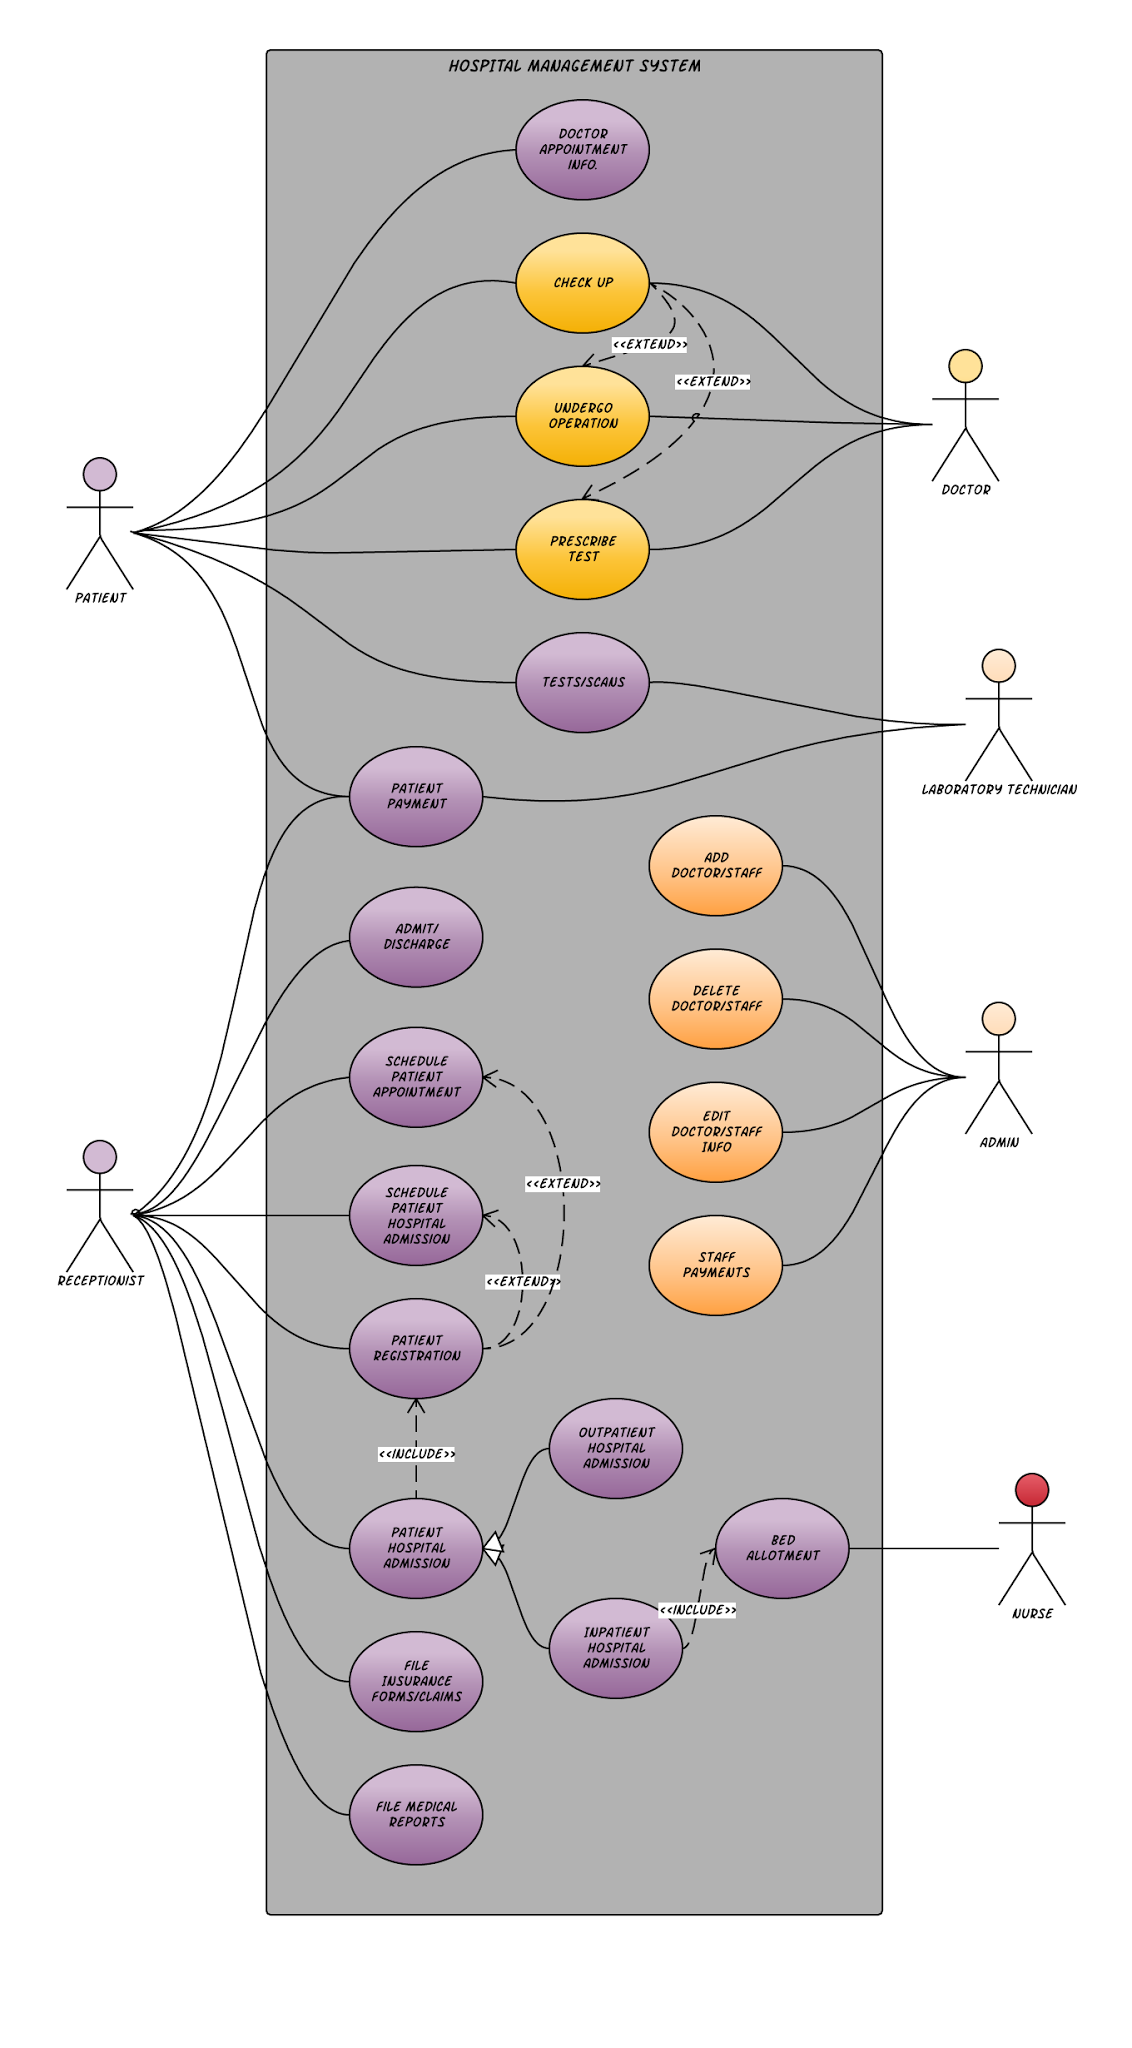 HOSPITAL MANAGEMENT SYSTEM
DOCTOR
APPOINTMENT
INFO.
CHECK UP
<<EXTEND>>
<<EXTEND>>
UNDERGO
OPERATION
DOCTOR
PRESCRIBE
TEST
PATIENT
TESTS/SCANS
LABORATORY TECHNICIAN
PATIENT
PAYMENT
ADD
DOCTOR/STAFF
ADMIT/
DISCHARGE
DELETE
DOCTOR/STAFF
SCHEDULE
PATIENT
APPOINTMENT
EDIT
DOCTOR/STAFF
INFO
ADMIN
<<EXTEND>>
SCHEDULE
PATIENT
HOSPITAL
ADMISSION
STAFF
PAYMENTS
RECEPTIONIST
<<EXTEND>>
PATIENT
REGISTRATION
<<INCLUDE>>
OUTPATIENT
HOSPITAL
ADMISSION
PATIENT
HOSPITAL
ADMISSION
BED
ALLOTMENT
<<INCLUDE>>
NURSE
INPATIENT
HOSPITAL
ADMISSION
FILE
INSURANCE
FORMS/CLAIMS
FILE MEDICAL
REPORTS